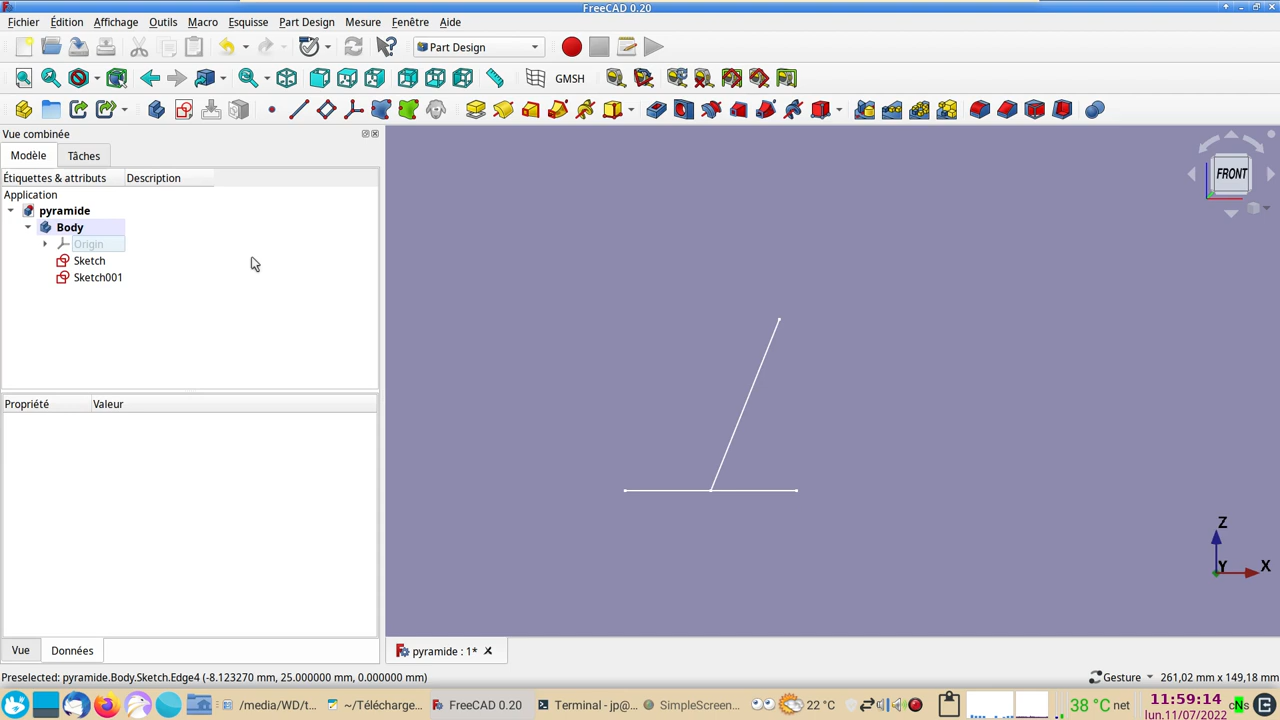 FreeCAD 0.20
Fichier Édition Affichage Outils Macro Esquisse Part Design Mesure Fenêtre Aide
Part Design
GMSH
Vue combinée
Modèle Tâches
Étiquettes & attributs Description
Application
pyramide
Body
Origin
Sketch
Sketch001
FRONT
Propriété Valeur
Z
Y X
Vue Données
pyramide : 1*
Preselected: pyramide.Body.Sketch.Edge4 (-8.123270 mm, 25.000000 mm, 0.000000 mm)
Gesture 261,02 mm x 149,18 mm
/media/WD/t... ~/Télécharge... FreeCAD 0.20 Terminal - jp@... SimpleScreen... 22 °C 38 °C net 11:59:14
lun.11/07/2022
cNs